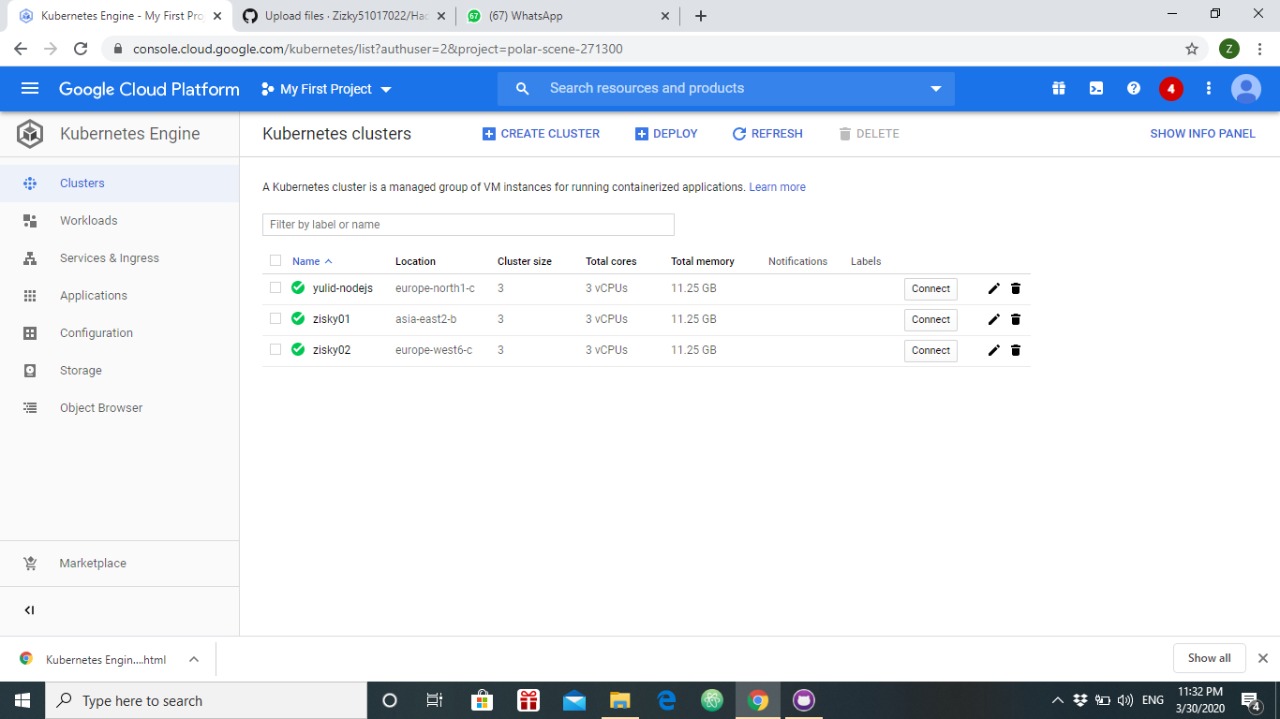 Kubernetes Engine - My First Pro
Upload files · Zizky51017022/Hac
(67) WhatsApp
console.cloud.google.com/kubernetes/list?authuser=2&project=polar-scene-271300
Z
Google Cloud Platform
My First Project
Search resources and products
4
Kubernetes Engine
Kubernetes clusters
CREATE CLUSTER
DEPLOY
REFRESH
DELETE
SHOW INFO PANEL
Clusters
Workloads
Services & Ingress
Applications
Configuration
Storage
Object Browser
Marketplace
A Kubernetes cluster is a managed group of VM instances for running containerized applications. Learn more
Filter by label or name
Name Location Cluster size Total cores Total memory Notifications Labels
yulid-nodejs europe-north1-c 3 3 vCPUs 11.25 GB Connect
zisky01 asia-east2-b 3 3 vCPUs 11.25 GB Connect
zisky02 europe-west6-c 3 3 vCPUs 11.25 GB Connect
Kubernetes Engin....html
Show all
Type here to search
ENG
11:32 PM
3/30/2020
4